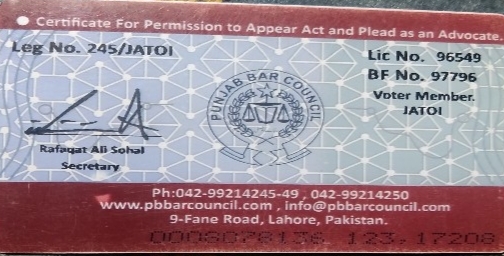 Certificate For Permission to Appear Act and Plead as an Advocate.
Leg No. 245/JATOI
Lic No. 96549
BF No. 97796
Voter Member.
JATOI
PUNJAB BAR COUNCIL
Rafaqat Ali Sohal
Secretary
Ph:042-99214245-49 , 042-99214250
www.pbbarcouncil.com , info@pbbarcouncil.com
9-Fane Road, Lahore, Pakistan.
0008078136 123.17208